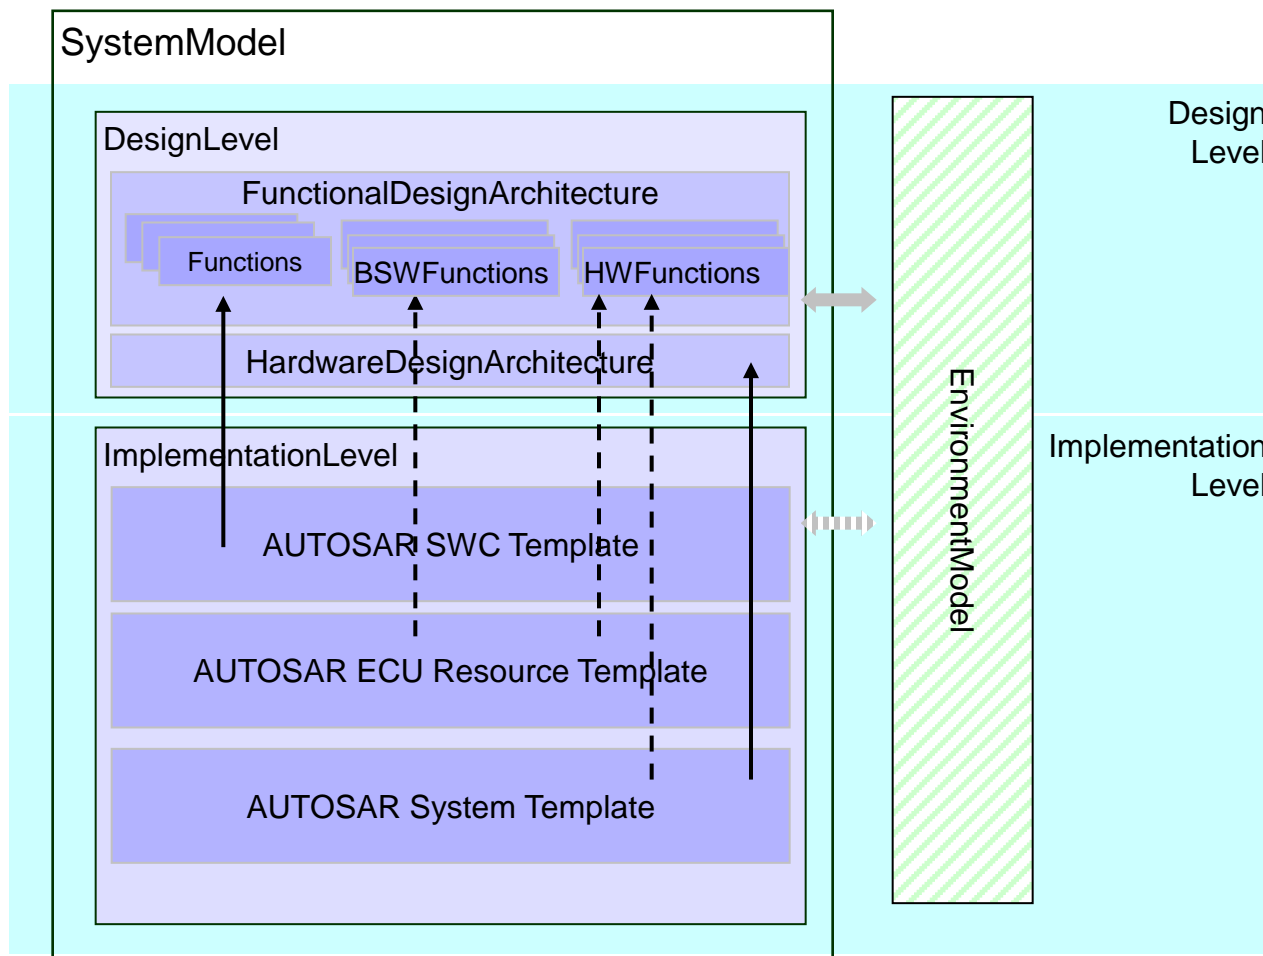 SystemModel
DesignLevel
FunctionalDesignArchitecture
Functions
BSWFunctions
HWFunctions
HardwareDesignArchitecture
ImplementationLevel
AUTOSAR SWC Template
AUTOSAR ECU Resource Template
AUTOSAR System Template
EnvironmentModel
Design
Level
Implementation
Level